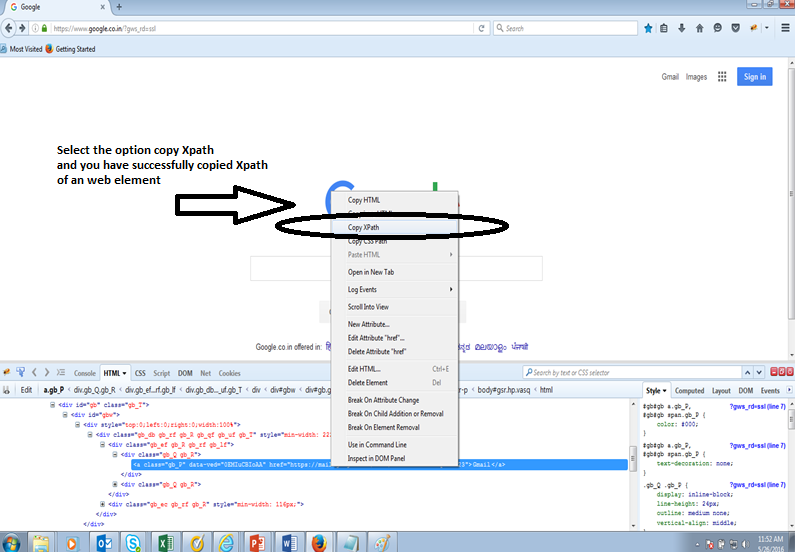 Google
https://www.google.co.in/?gws_rd=ssl
Search
Most Visited
Getting Started
Gmail
Images
Sign in
Select the option copy Xpath
and you have successfully copied Xpath
of an web element
Copy HTML
Copy XPath
Copy CSS Path
Paste HTML
Open in New Tab
Log Events
Scroll Into View
New Attribute...
Edit Attribute "href"...
Delete Attribute "href"
Edit HTML... Ctrl+E
Delete Element Del
Break On Attribute Change
Break On Child Addition or Removal
Break On Element Removal
Use in Command Line
Inspect in DOM Panel
Google.co.in offered in:
മലയാളം ਪੰਜਾਬੀ
Console HTML CSS Script DOM Net Cookies
Search by text or CSS selector
Edit a.gb_P < div.gb_Q.gb_R < div.gb_ef...rf.gb_lf < div.gb_db-...uf.gb_T < div < div#gbw < div#gb.g
r-p < body#gsr.hp.vasq < html
Style Computed Layout DOM Events
<div id="gb" class="gb_T">
<div id="gbw">
<div style="top:0;left:0;right:0;width:100%">
<div class="gb_db gb_rf gb_R gb_qf gb_uf gb_T" style="min-width: 22
<div class="gb_ef gb_R gb_rf gb_lf">
<div class="gb_Q gb_R">
<a class="gb_P" href="https://mai
">Gmail</a>
</div>
<div class="gb_Q gb_R">
</div>
<div class="gb_ec gb_rf gb_R" style="min-width: 116px;">
</div>
</div>
#gb#gb a.gb_P, ?gws_rd=ssl (line 7)
#gb#gb span.gb_P {
color: #000;
}
#gb#gb a.gb_P, ?gws_rd=ssl (line 7)
#gb#gb span.gb_P {
text-decoration: none;
}
.gb_Q .gb_P { ?gws_rd=ssl (line 7)
display: inline-block;
line-height: 24px;
outline: medium none;
vertical-align: middle;
11:52 AM
5/26/2016